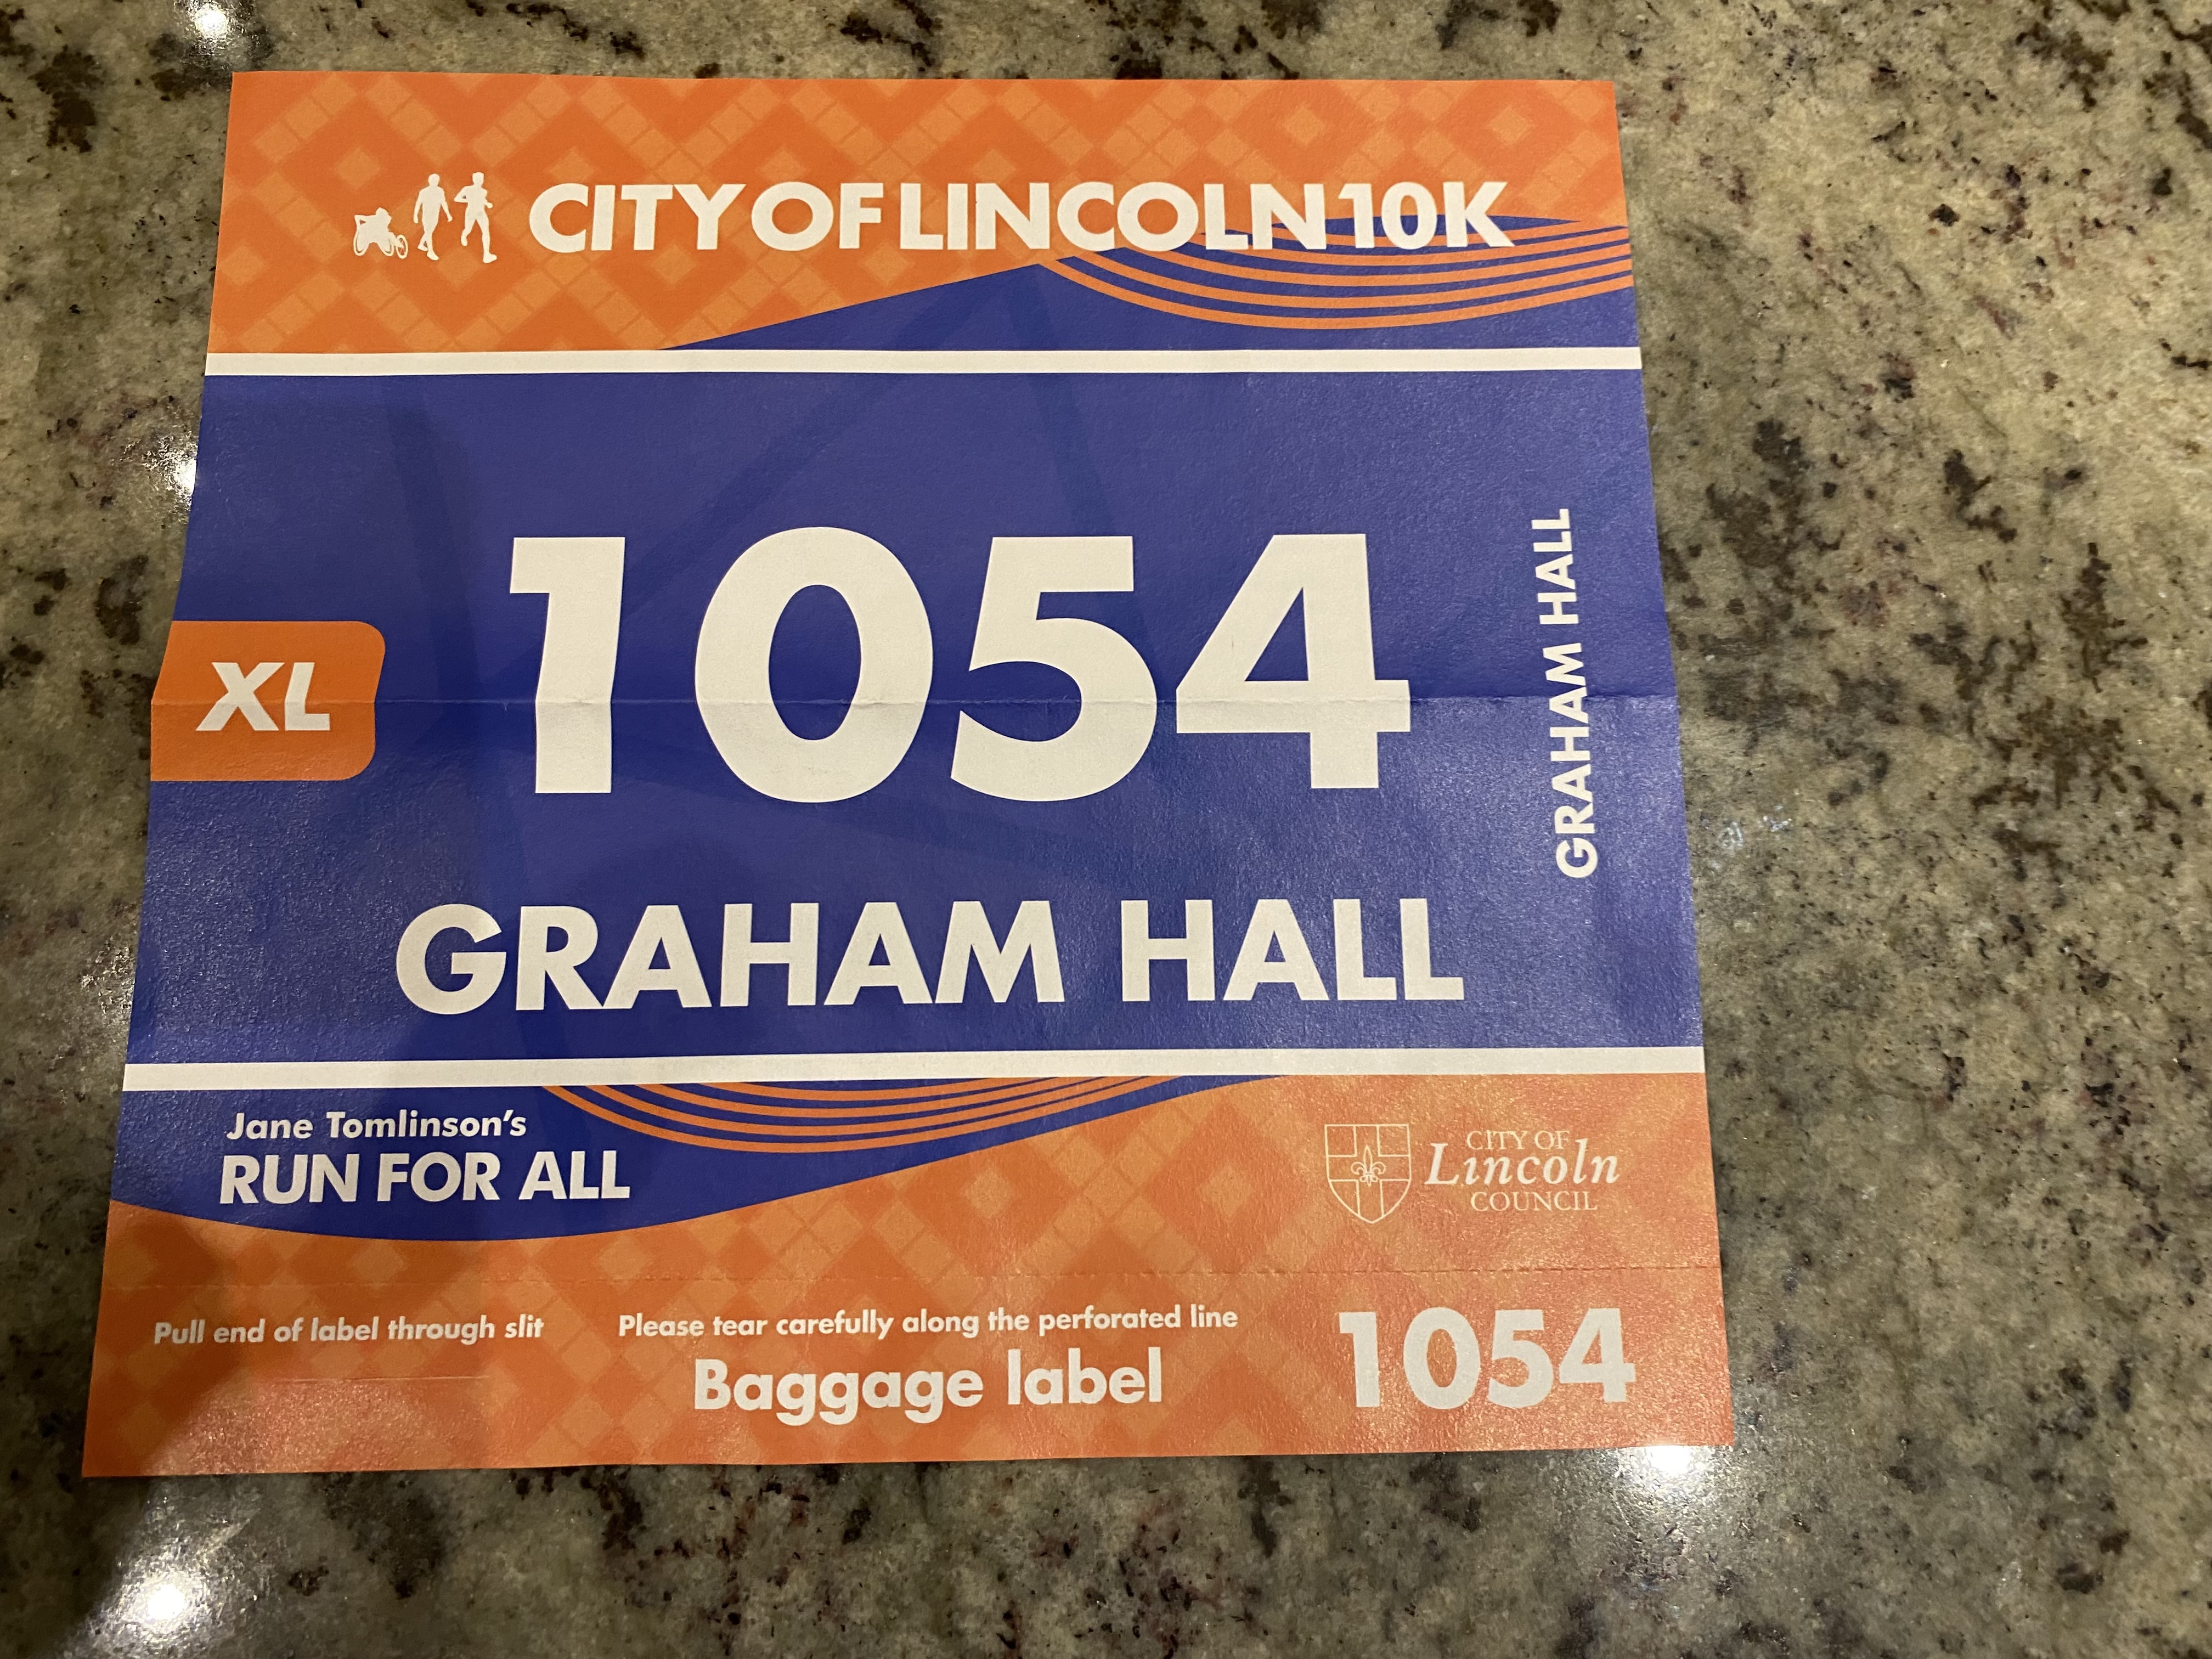 CITY OF LINCOLN 10K
XL
1054
GRAHAM HALL
GRAHAM HALL
Jane Tomlinson's
RUN FOR ALL
CITY OF
Lincoln
COUNCIL
Pull end of label through slit
Please tear carefully along the perforated line
Baggage label
1054